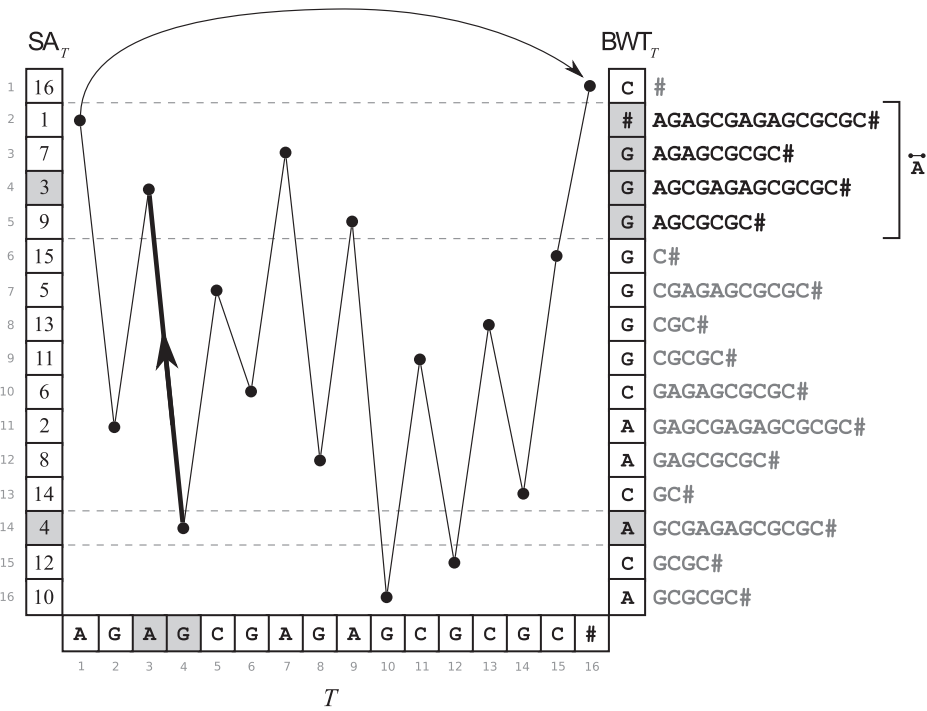 SA_T BWT_T
1 16 C #
2 1 # AGAGCGAGAGCGCGC#
3 7 G AGAGCGCGC#
4 3 G AGCGAGAGCGCGC#
5 9 G AGCGCGC#
A
6 15 G C#
7 5 G CGAGAGCGCGC#
8 13 G CGC#
9 11 G CGCGC#
10 6 C GAGAGCGCGC#
11 2 A GAGCGAGAGCGCGC#
12 8 A GAGCGCGC#
13 14 C GC#
14 4 A GCGAGAGCGCGC#
15 12 C GCGC#
16 10 A GCGCGC#
A G A G C G A G A G C G C G C #
1 2 3 4 5 6 7 8 9 10 11 12 13 14 15 16
T